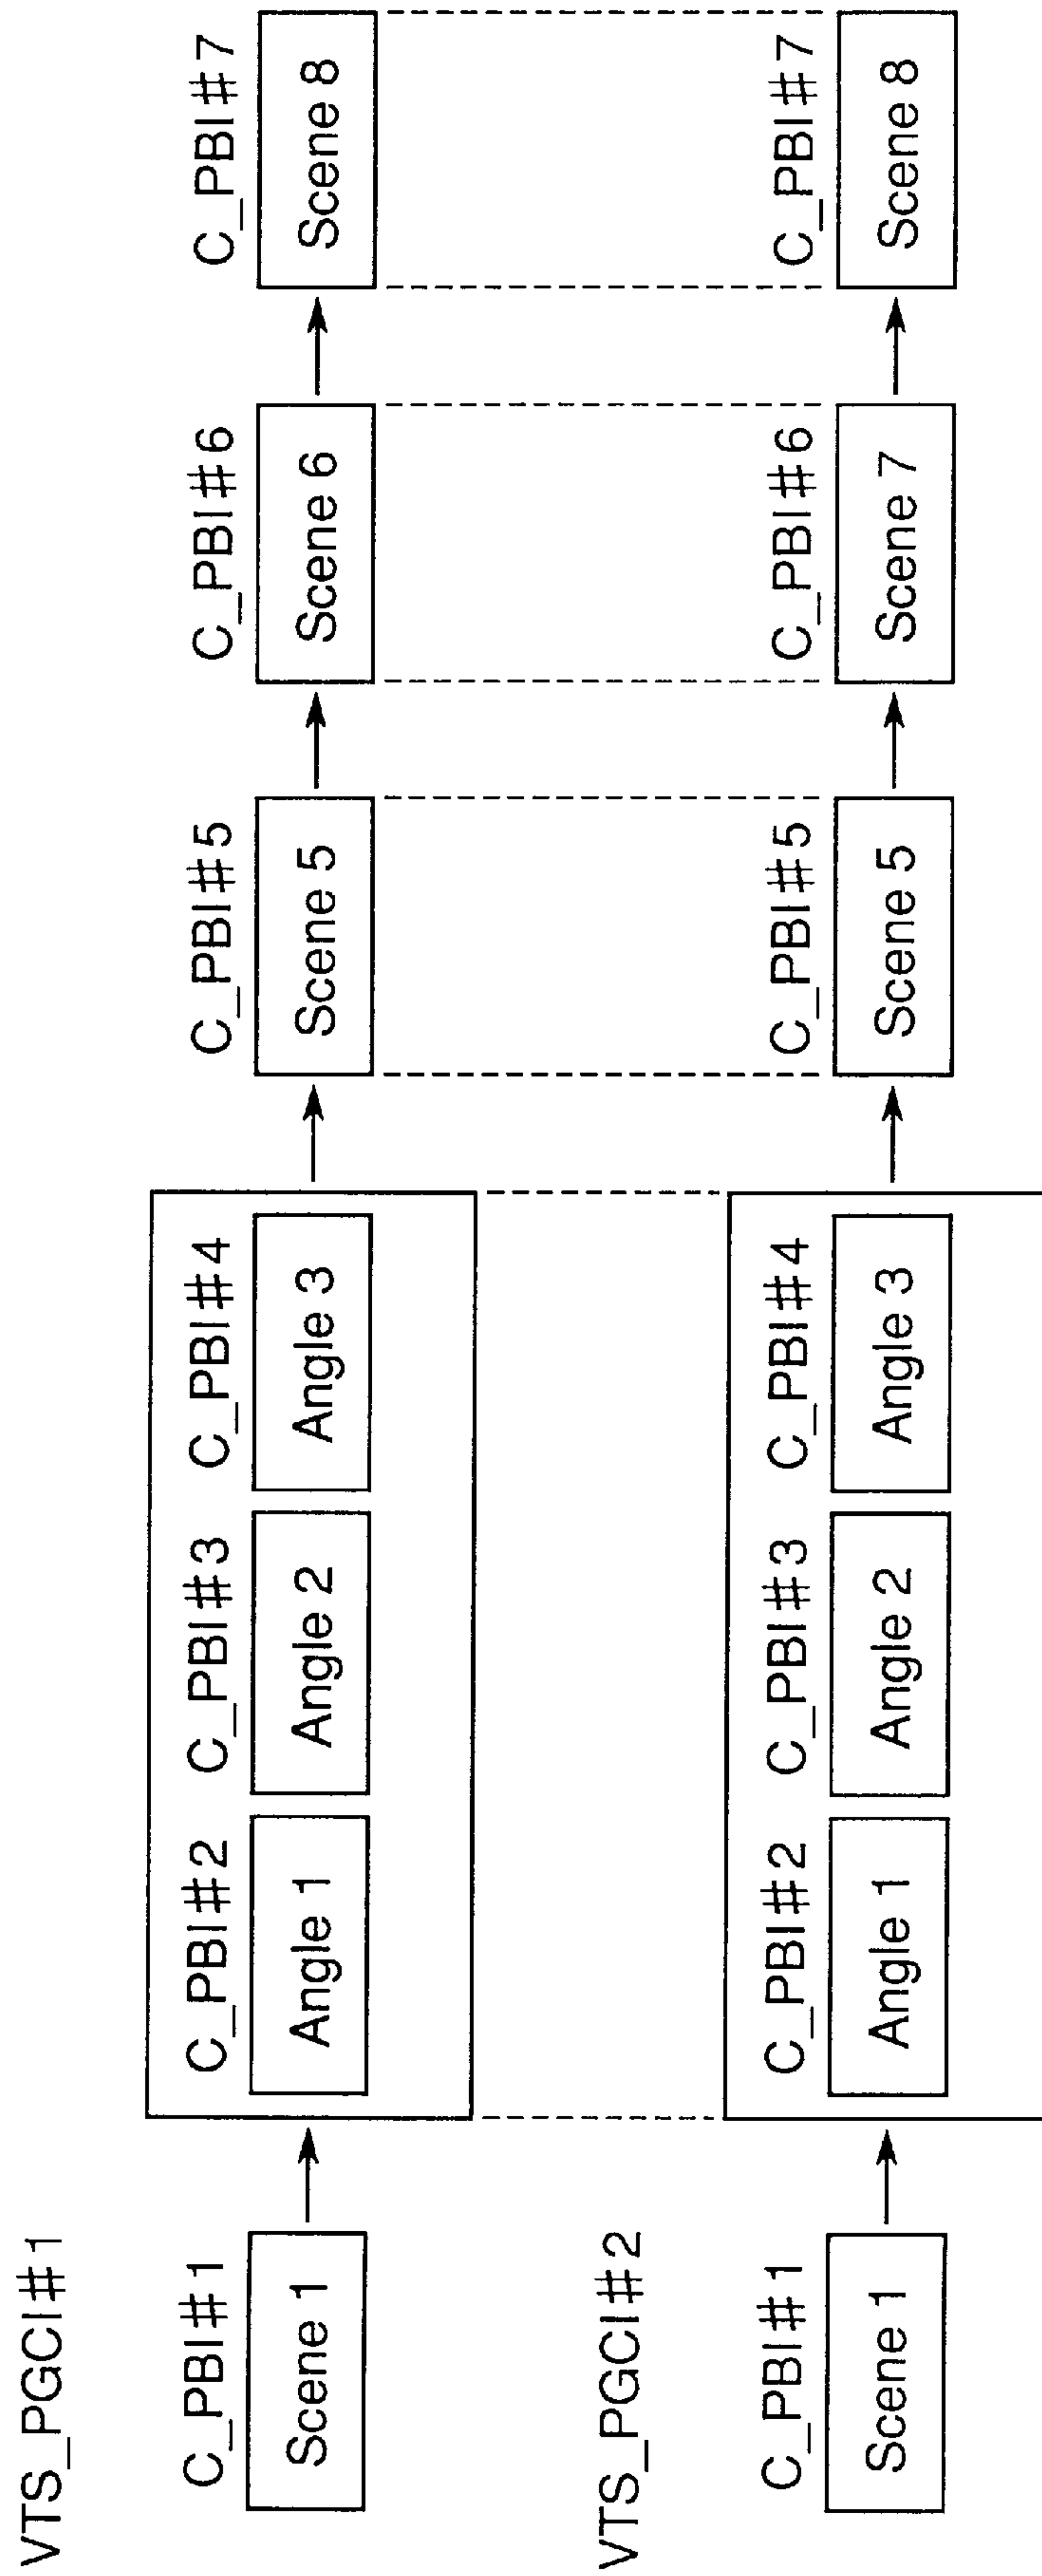 VTS_PGCI#1
C_PBI#1
Scene 1
C_PBI#2
Angle 1
C_PBI#3
Angle 2
C_PBI#4
Angle 3
C_PBI#5
Scene 5
C_PBI#6
Scene 6
C_PBI#7
Scene 8
VTS_PGCI#2
C_PBI#1
Scene 1
C_PBI#2
Angle 1
C_PBI#3
Angle 2
C_PBI#4
Angle 3
C_PBI#5
Scene 5
C_PBI#6
Scene 7
C_PBI#7
Scene 8